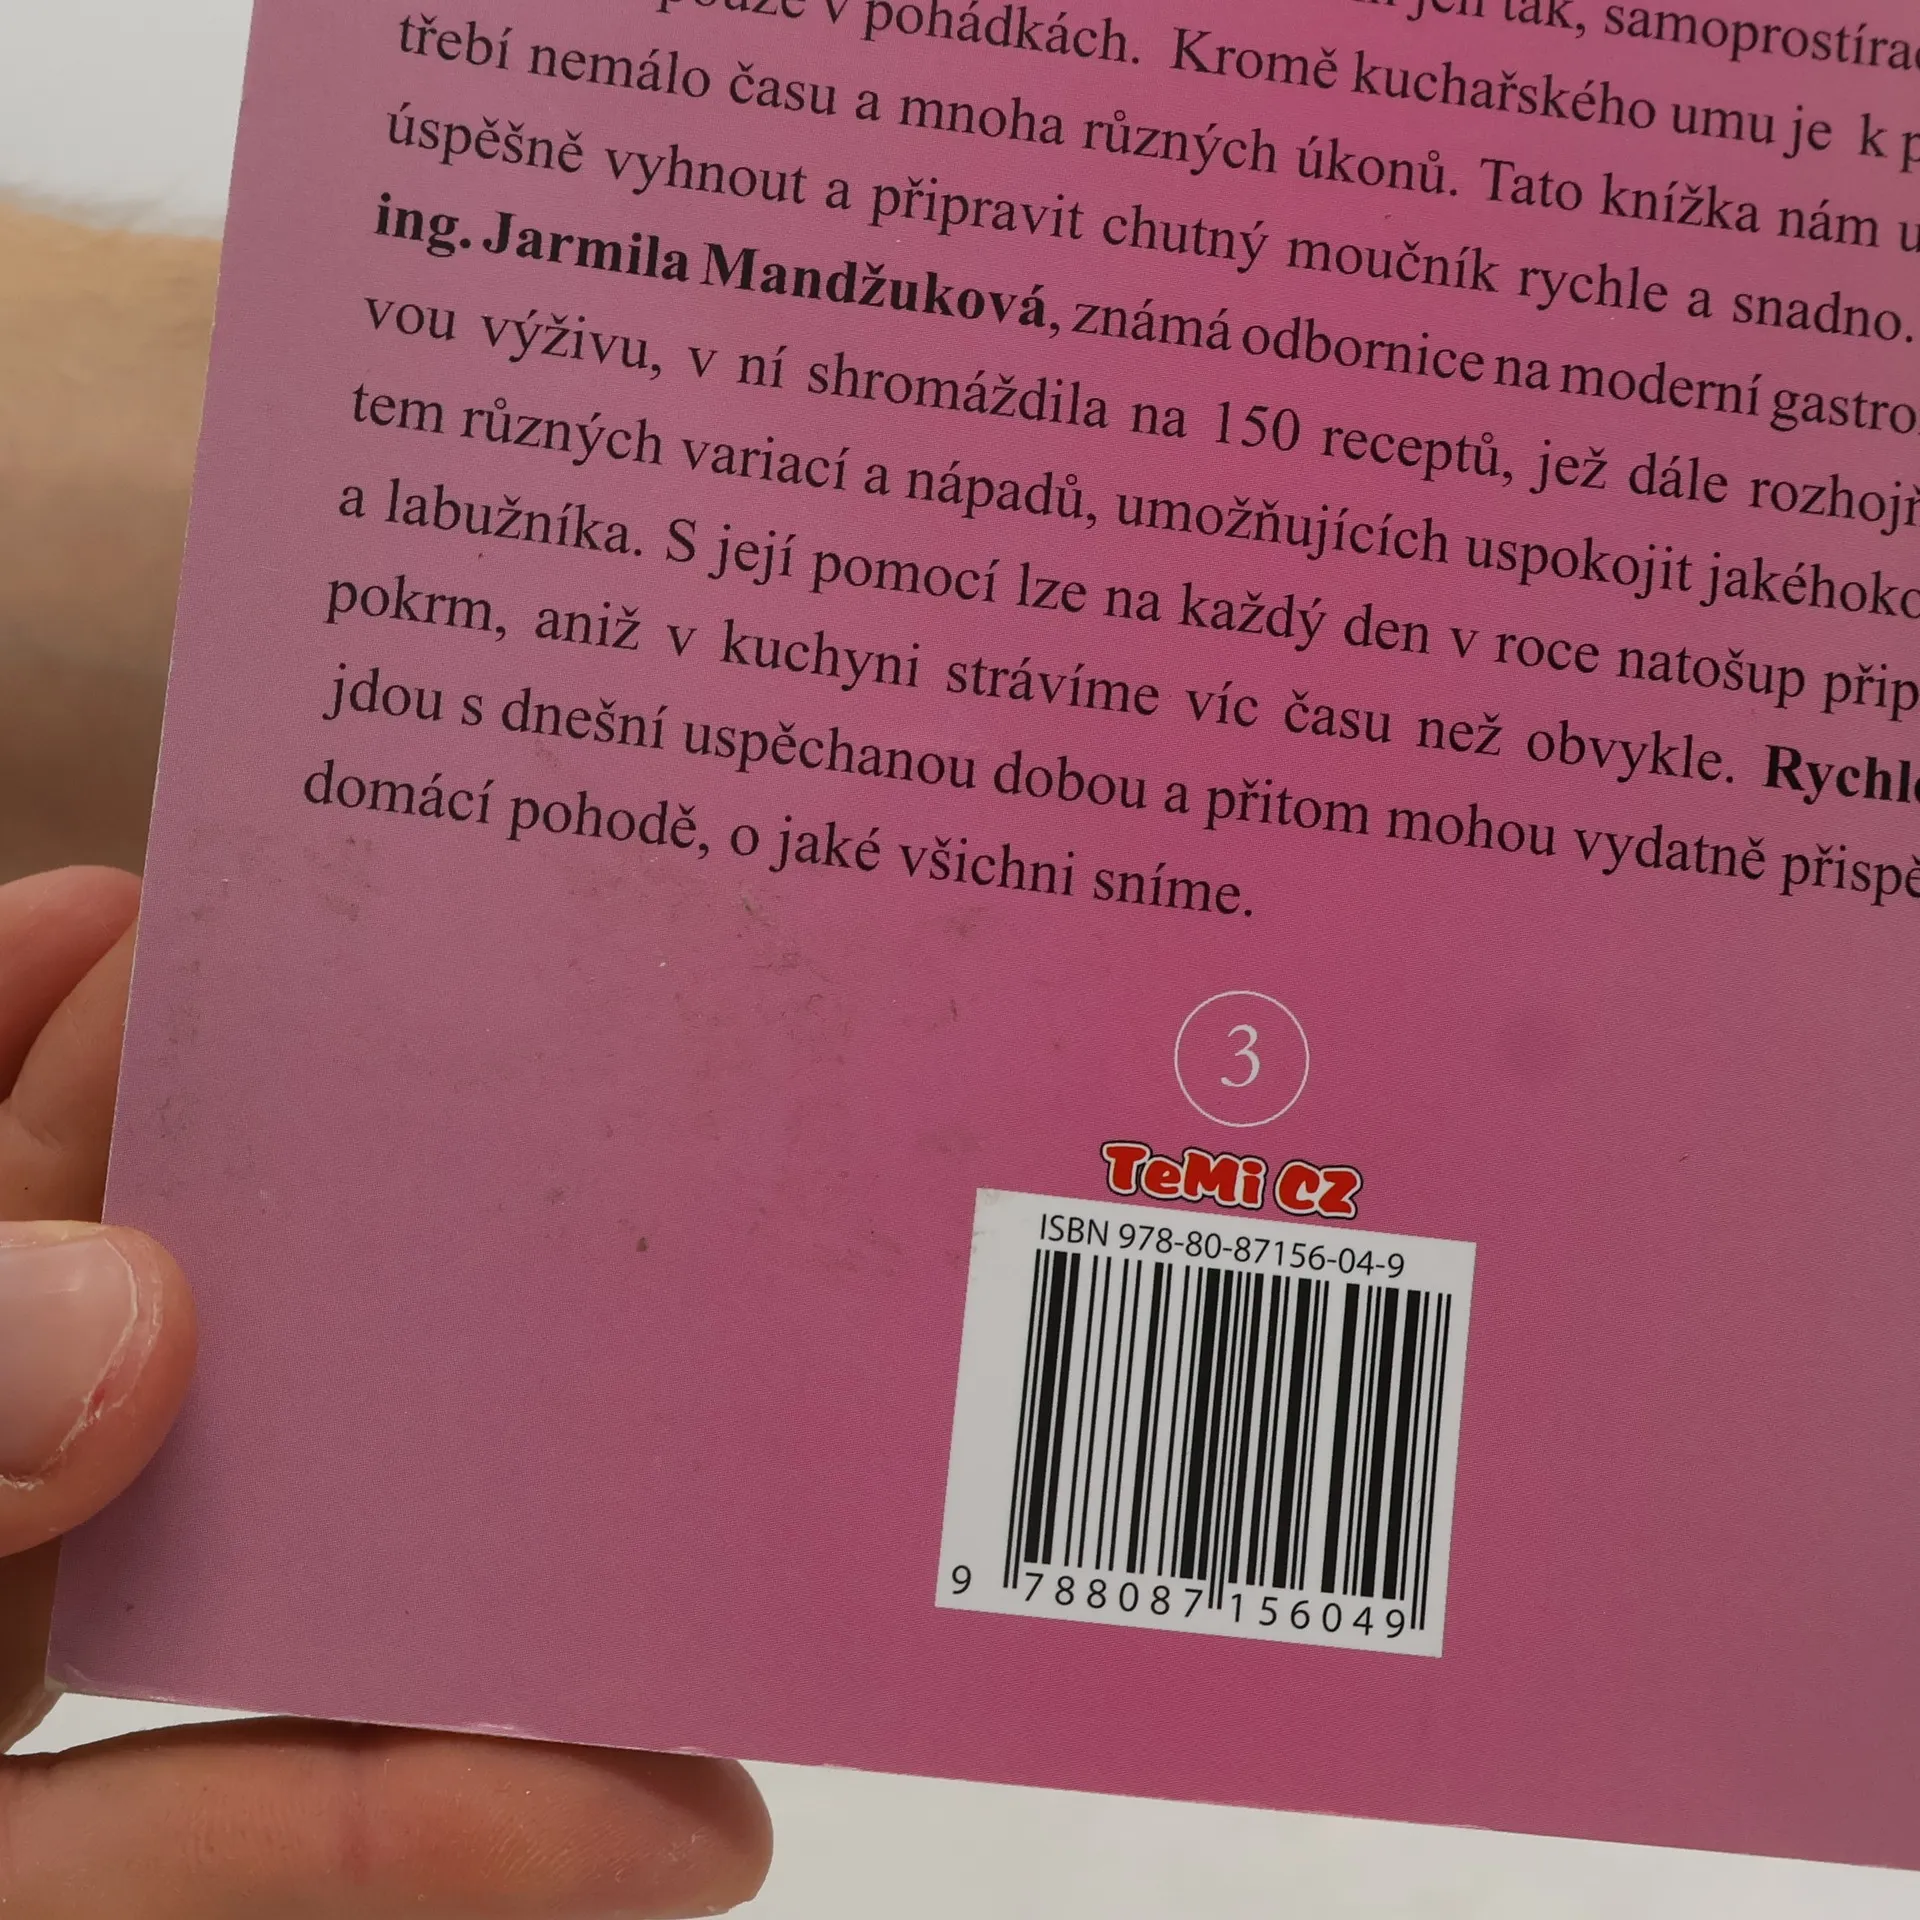 v pohádkách. Kromě kuchařského umu je k
třebí nemálo času a mnoha různých úkonů. Tato knížka nám
úspěšně vyhnout a připravit chutný moučník rychle a snadno.
ing. Jarmila Mandžuková, známá odbornice na moderní
vou výživu, v ní shromáždila na 150 receptů, jež dále
tem různých variací a nápadů, umožňujících uspokojit
a labužníka. S její pomocí lze na každý den v roce natošup
pokrm, aniž v kuchyni strávíme víc času než obvykle.
jdou s dnešní uspěchanou dobou a přitom mohou vydatně
domácí pohodě, o jaké všichni sníme.
3
TeMi CZ
ISBN 978-80-87156-04-9
9 788087 156049